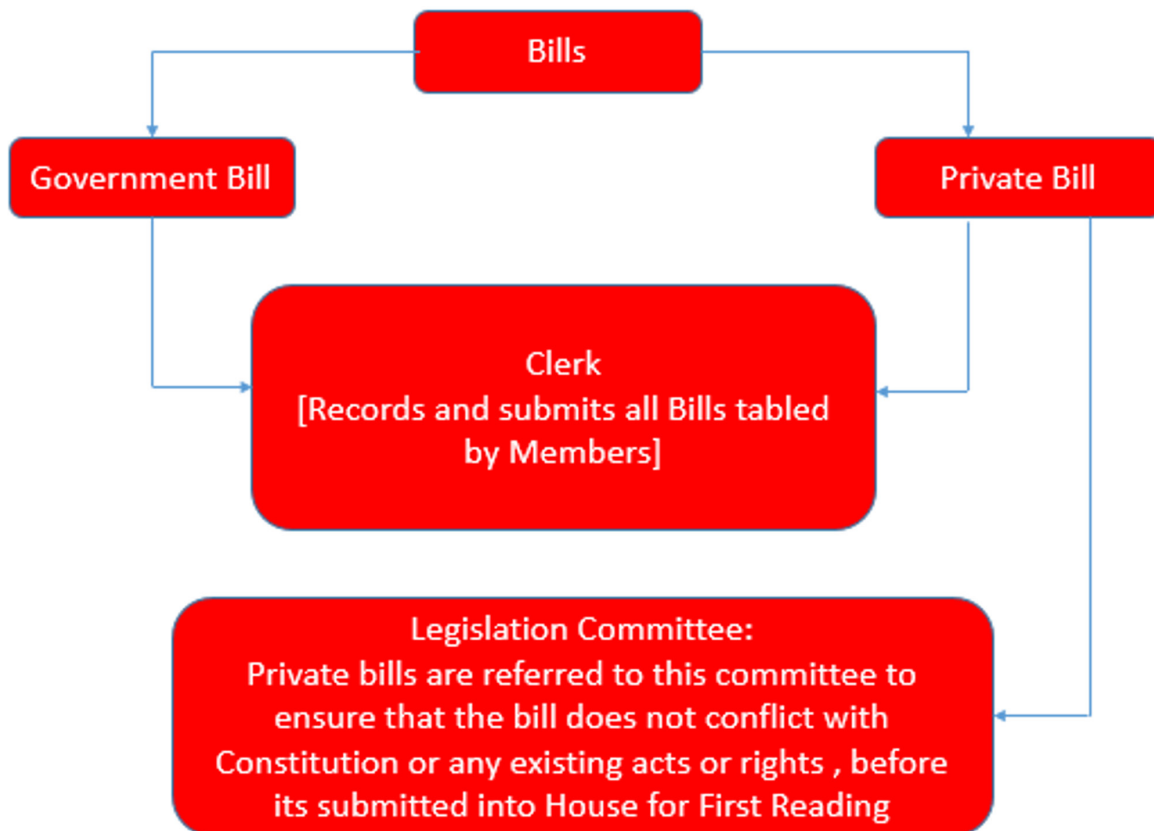 Bills
Government Bill
Private Bill
Clerk
[Records and submits all Bills tabled
by Members]
Legislation Committee:
Private bills are referred to this committee to
ensure that the bill does not conflict with
Constitution or any existing acts or rights , before
its submitted into House for First Reading